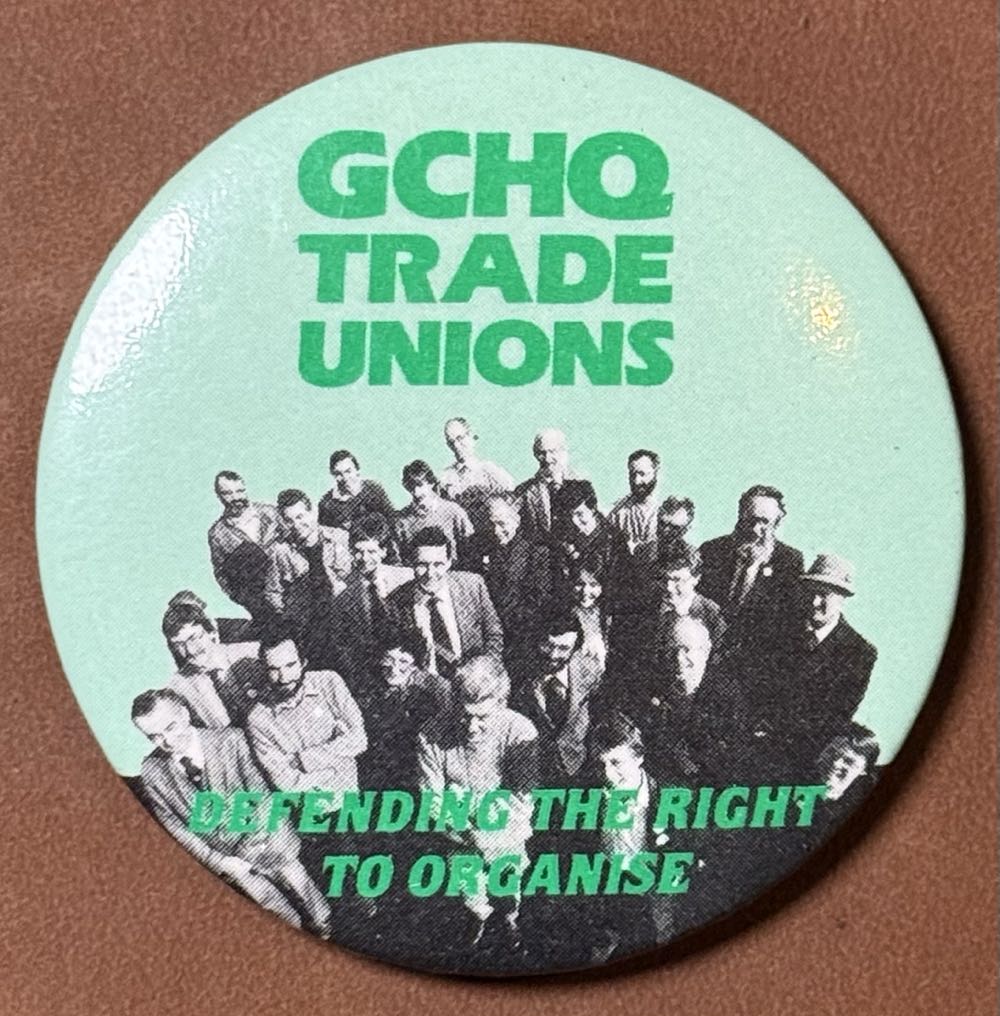 GCHQ
TRADE
UNIONS
DEFENDING THE RIGHT
TO ORGANISE